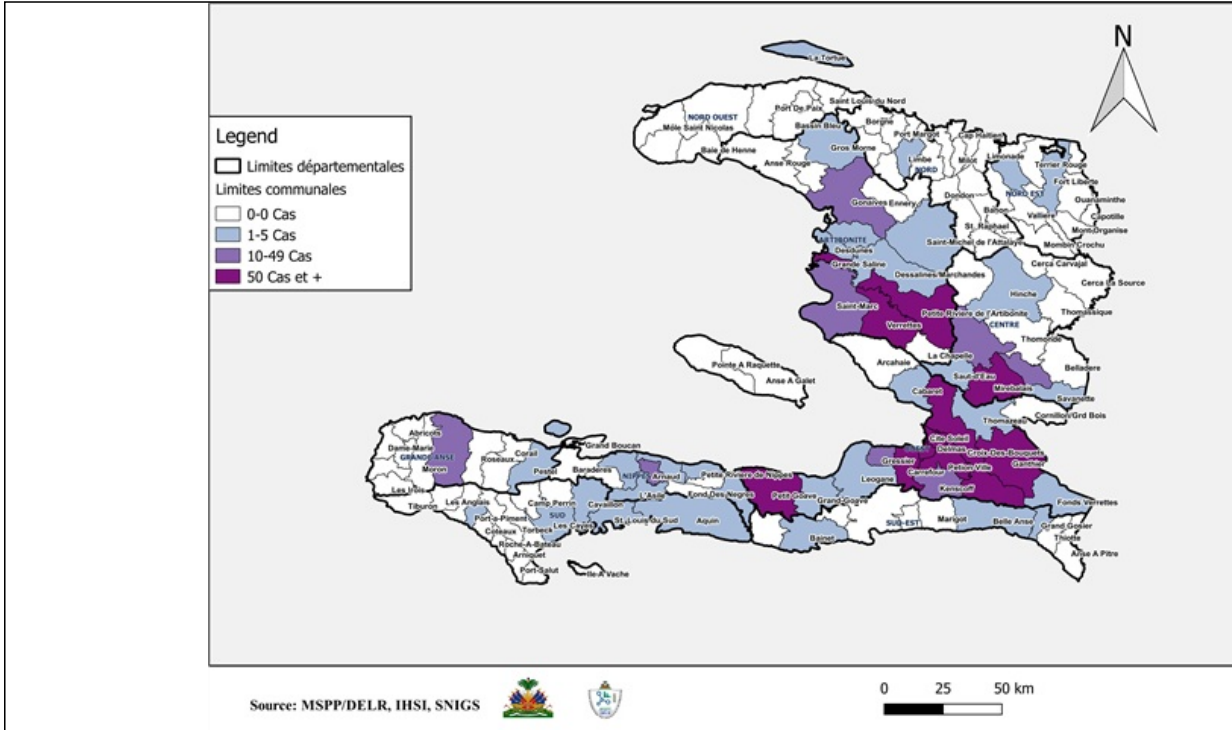 N
La Tortue
Saint Louis du Nord
Port De Paix
NORD OUEST
Môle Saint Nicolas
Bassin Bleu
Borgne
Port Margot
Cap Haitien
Baie de Henne
Gros Morne
Anse Rouge
Limbe
NORD
Milot
Limonade
Terrier Rouge
Fort Liberte
NORD EST
Ouanaminthe
Capotille
Gonaives
Ennery
Dondon
Bahon
Valliere
Mont-Organise
St. Raphael
Mombin Crochu
ARTIBONITE
Desdunes
Saint-Michel de l'Attalaye
Grande Saline
Dessalines/Marchandes
Cerca Carvajal
Cerca La Source
Hinche
Thomassique
Saint-Marc
Petite Riviere de l'Artibonite
Verrettes
CENTRE
Thomonde
La Chapelle
Belladere
Arcahaie
Saut-d'Eau
Mirebalais
Savanette
Pointe A Raquette
Anse A Galet
Cabaret
Thomazeau
Cornillon/Grd Bois
Cite Soleil
Delmas
Croix-Des-Bouquets
Ganthier
Gressier
Carrefour
Petion Ville
Kenscoff
Fonds Verrettes
Leogane
Grand Goave
Petit Goave
Petite Riviere de Nippes
Grand Boucan
Baraderes
NIPPES
Arnaud
Fond Des Negres
L'Asile
Abricots
Dame-Marie
GRANDE ANSE
Moron
Roseaux
Corail
Pestel
Les Irois
Tiburon
Les Anglais
Camp Perrin
Cavaillon
SUD
Port-a-Piment
Coteaux
Torbeck
Les Cayes
St. Louis du Sud
Aquin
Roche-A-Bateau
Arniquet
Port-Salut
Ile A Vache
Bainet
SUD-EST
Marigot
Belle Anse
Grand Gosier
Thiotte
Anse A Pitre
Legend
Limites départementales
Limites communales
0-0 Cas
1-5 Cas
10-49 Cas
50 Cas et +
Source: MSPP/DELR, IHSI, SNIGS
0 25 50 km